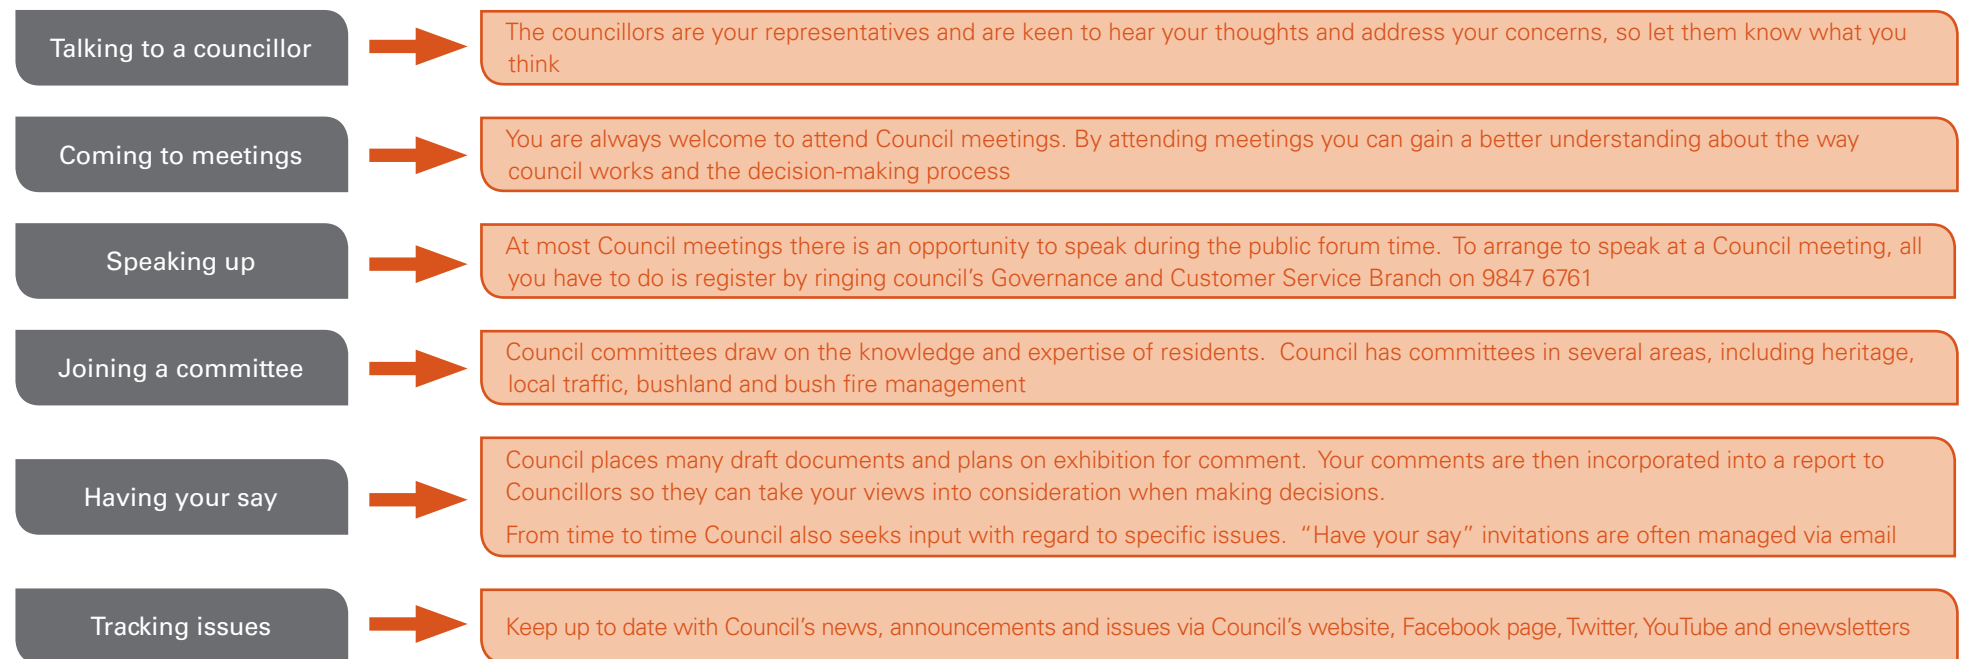 Talking to a councillor
The councillors are your representatives and are keen to hear your thoughts and address your concerns, so let them know what you
think
Coming to meetings
You are always welcome to attend Council meetings. By attending meetings you can gain a better understanding about the way
council works and the decision-making process
Speaking up
At most Council meetings there is an opportunity to speak during the public forum time. To arrange to speak at a Council meeting, all
you have to do is register by ringing council’s Governance and Customer Service Branch on 9847 6761
Joining a committee
Council committees draw on the knowledge and expertise of residents. Council has committees in several areas, including heritage,
local traffic, bushland and bush fire management
Having your say
Council places many draft documents and plans on exhibition for comment. Your comments are then incorporated into a report to
Councillors so they can take your views into consideration when making decisions.
From time to time Council also seeks input with regard to specific issues. “Have your say” invitations are often managed via email
Tracking issues
Keep up to date with Council’s news, announcements and issues via Council’s website, Facebook page, Twitter, YouTube and enewsletters